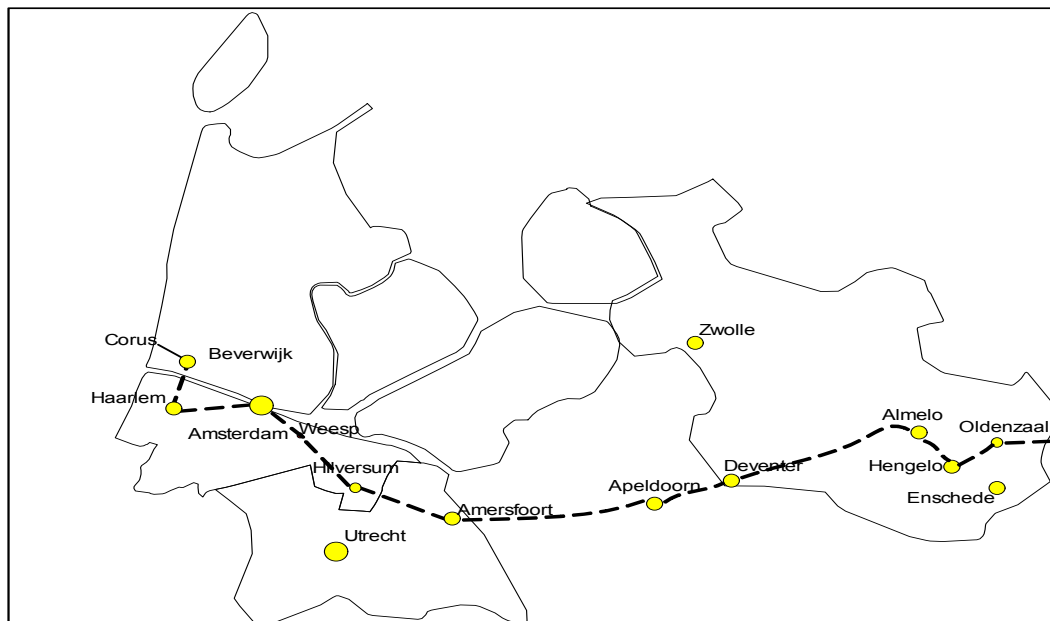 Zwolle
Corus
Beverwijk
Haarlem
Amsterdam
Weesp
Almelo
Oldenzaal
Hilversum
Deventer
Hengelo
Apeldoorn
Enschede
Amersfoort
Utrecht